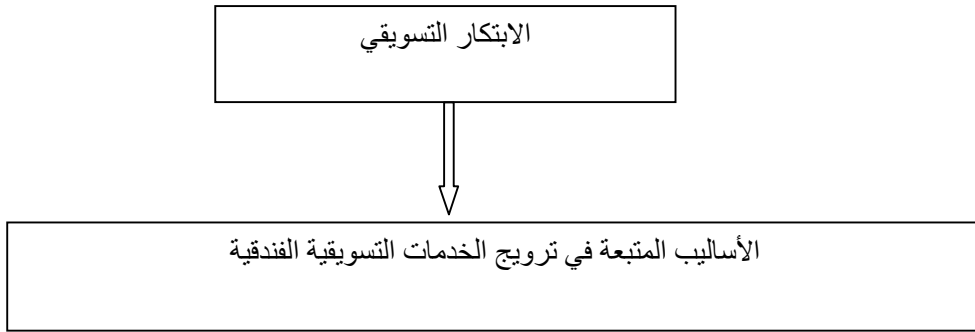 الابتكار التسويقي
الأساليب المتبعة في ترويج الخدمات التسويقية الفندقية